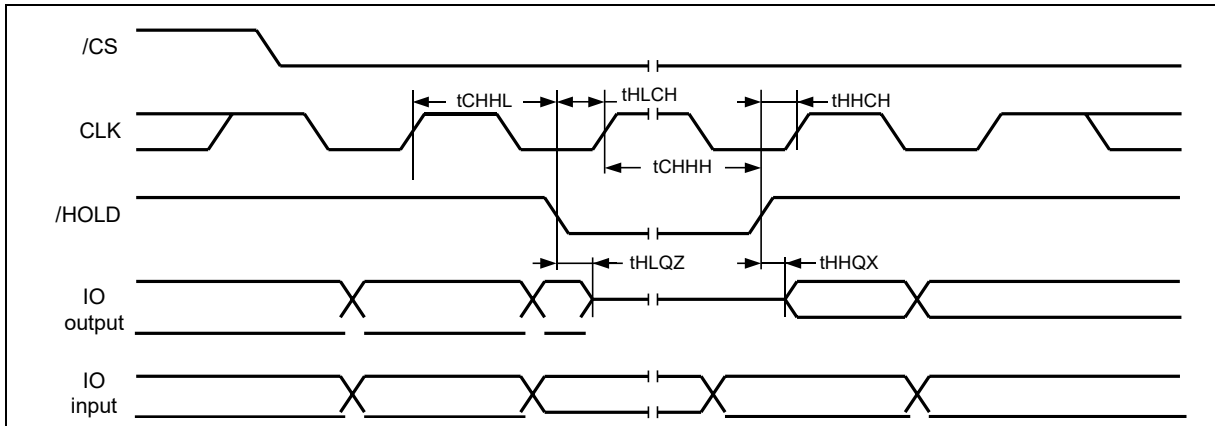 /CS
tCHHL
tHLCH
tHHCH
CLK
tCHHH
/HOLD
tHLQZ
tHHQX
IO
output
IO
input